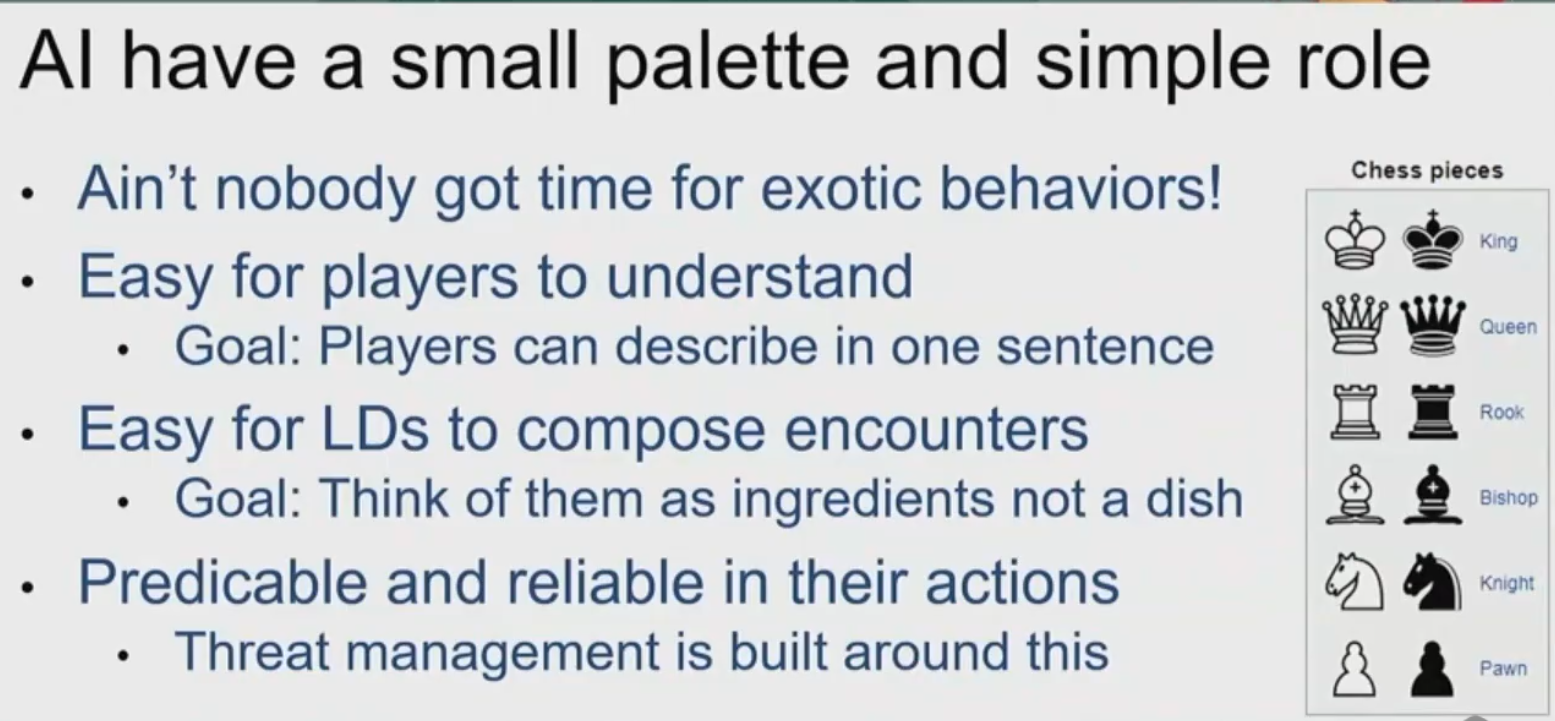 AI have a small palette and simple role
Ain't nobody got time for exotic behaviors!
Easy for players to understand
Goal: Players can describe in one sentence
Easy for LDs to compose encounters
Goal: Think of them as ingredients not a dish
Predicable and reliable in their actions
Threat management is built around this
Chess pieces
King
Queen
Rook
Bishop
Knight
Pawn